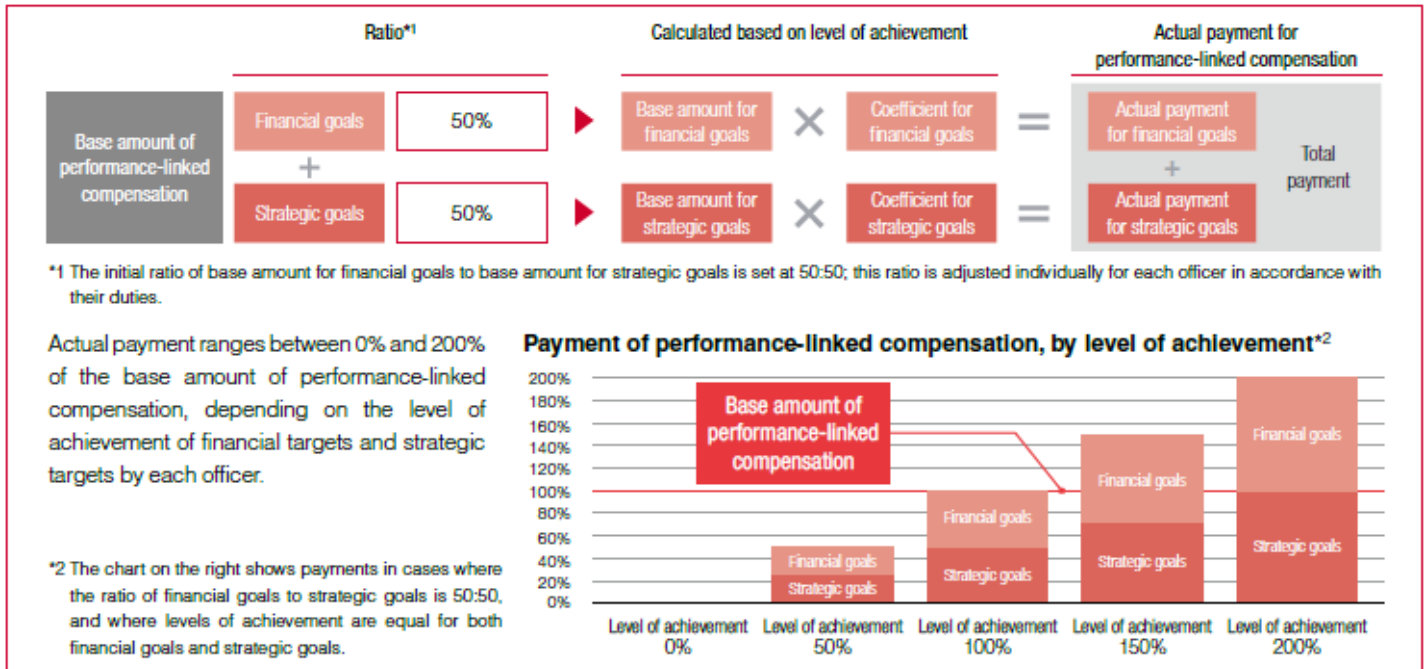 Ratio*1
Calculated based on level of achievement
Actual payment for
performance-linked compensation
Base amount of
performance-linked
compensation
Financial goals
50%
Base amount for
financial goals
×
Coefficient for
financial goals
=
Actual payment
for financial goals
+
+
Total
payment
Strategic goals
50%
Base amount for
strategic goals
×
Coefficient for
strategic goals
=
Actual payment
for strategic goals
*1 The initial ratio of base amount for financial goals to base amount for strategic goals is set at 50:50; this ratio is adjusted individually for each officer in accordance with
their duties.
Actual payment ranges between 0% and 200%
of the base amount of performance-linked
compensation, depending on the level of
achievement of financial targets and strategic
targets by each officer.
*2 The chart on the right shows payments in cases where
the ratio of financial goals to strategic goals is 50:50,
and where levels of achievement are equal for both
financial goals and strategic goals.
Payment of performance-linked compensation, by level of achievement*2
200%
180%
160%
140%
120%
100%
80%
60%
40%
20%
0%
Base amount of
performance-linked
compensation
Financial goals
Strategic goals
Financial goals
Strategic goals
Financial goals
Strategic goals
Financial goals
Strategic goals
Level of achievement
0%
Level of achievement
50%
Level of achievement
100%
Level of achievement
150%
Level of achievement
200%